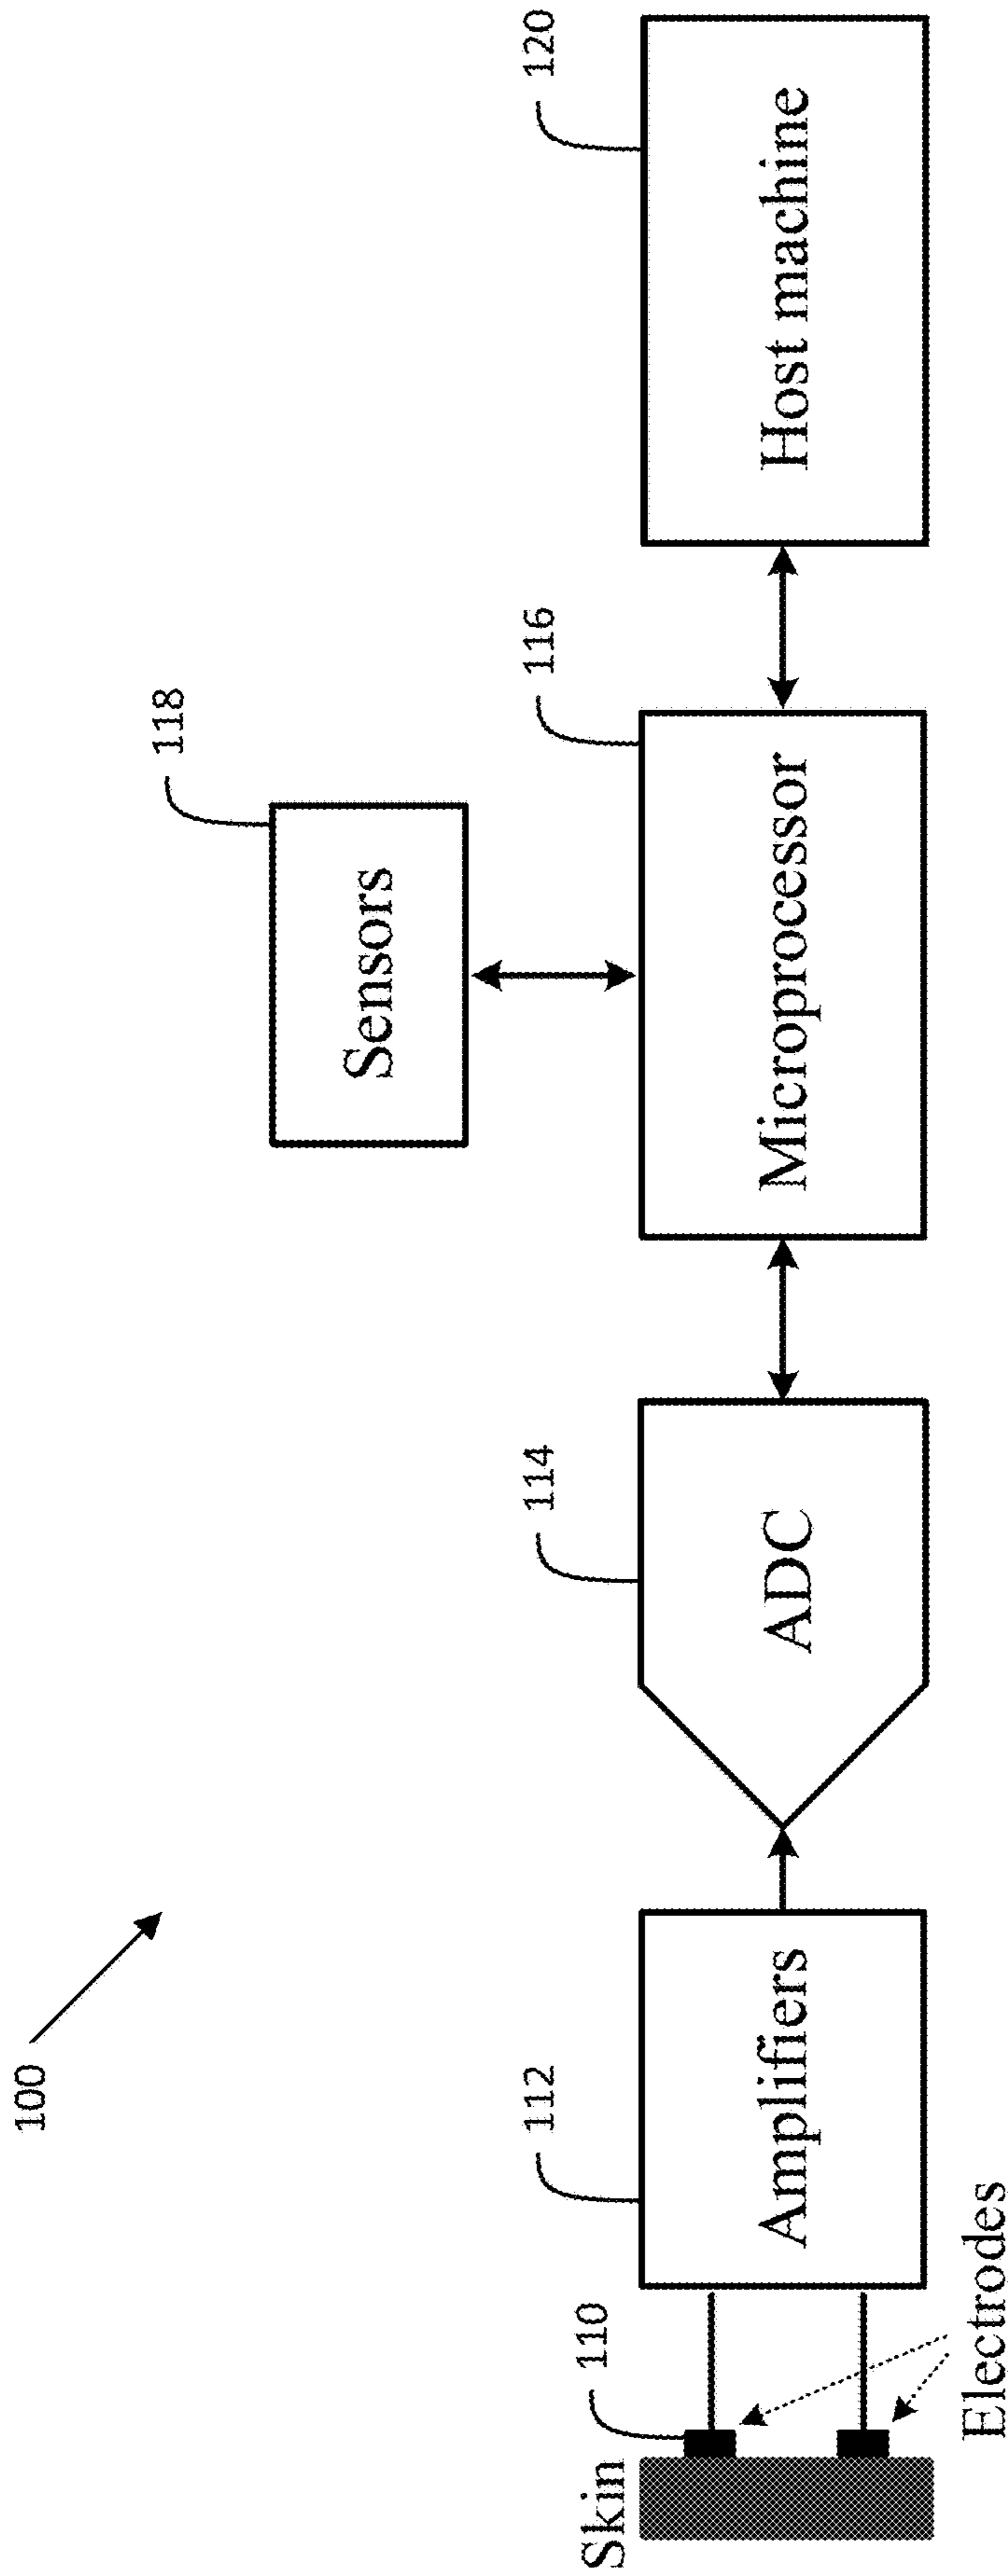 100
118
Sensors
110
112
114
116
120
Skin
Amplifiers
ADC
Microprocessor
Host machine
Electrodes